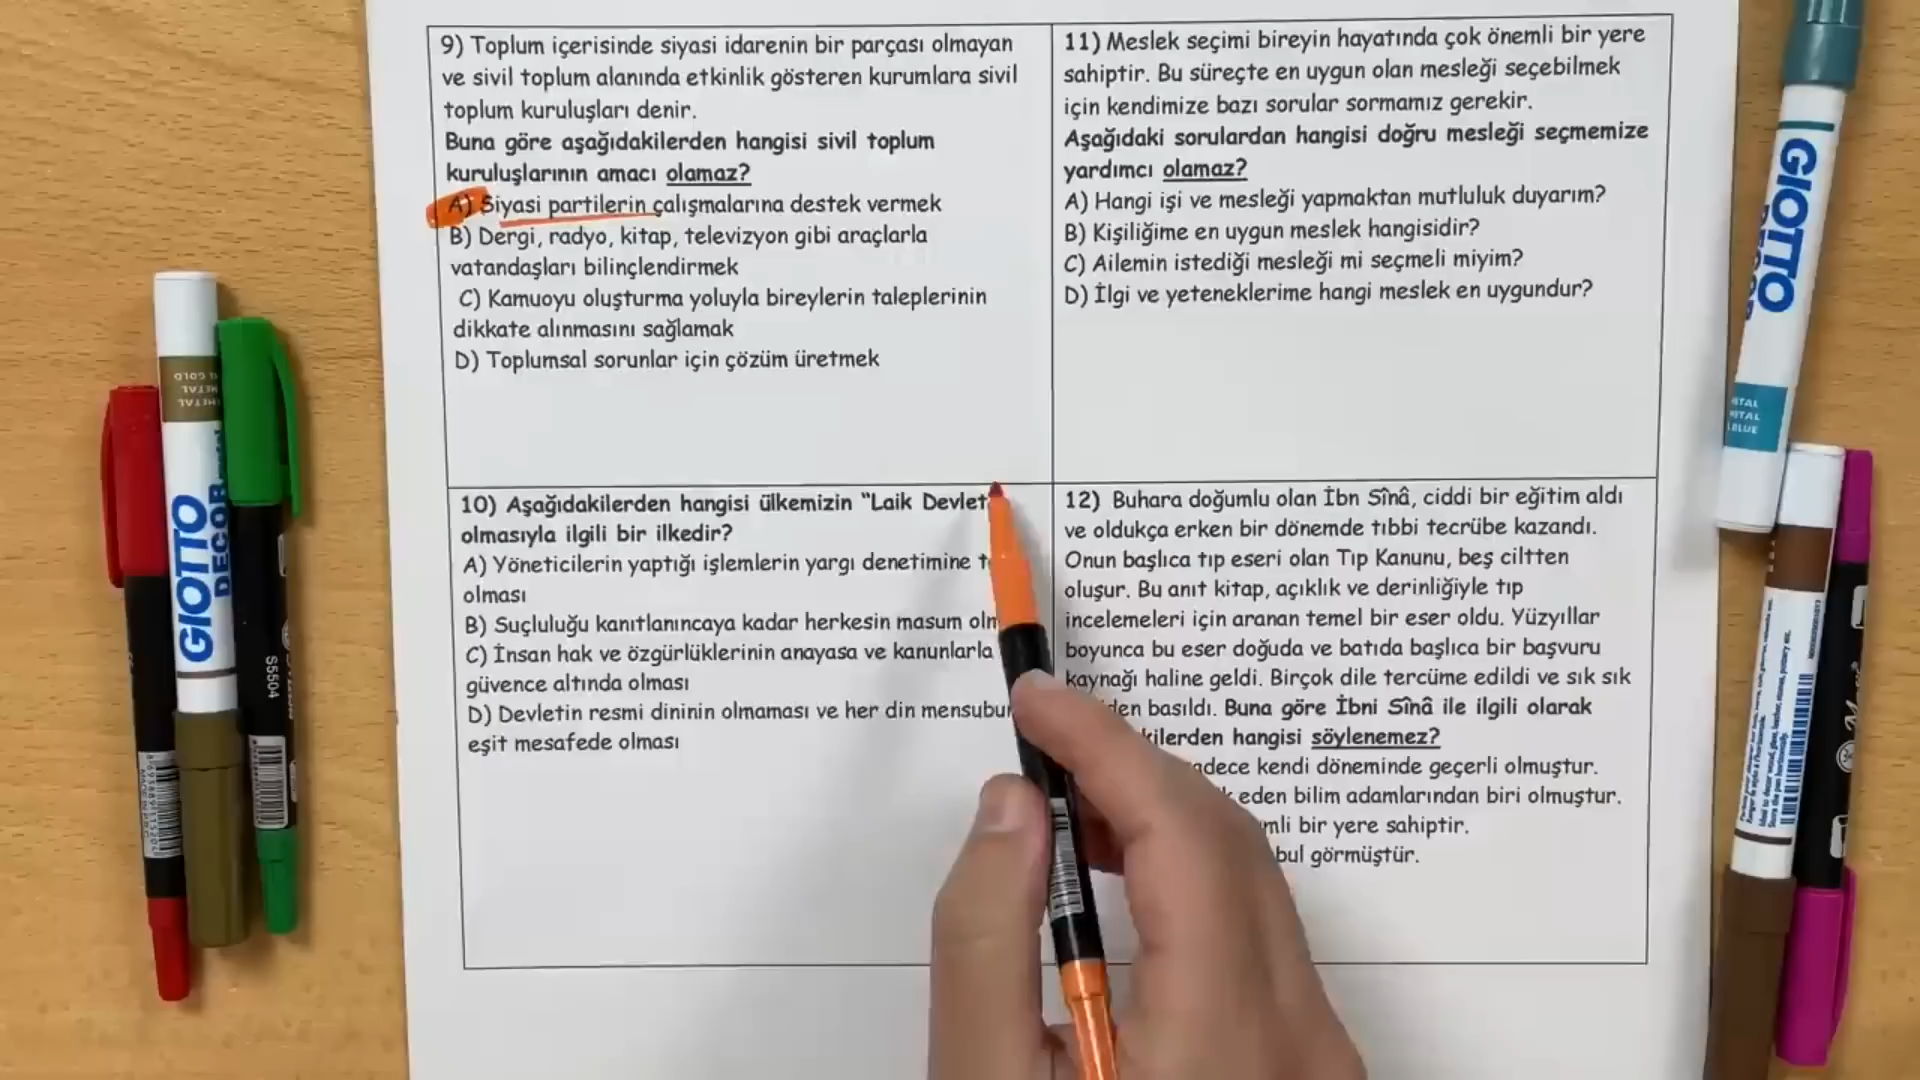 9) Toplum içerisinde siyasi idarenin bir parçası olmayan
ve sivil toplum alanında etkinlik gösteren kurumlara sivil
toplum kuruluşları denir.
Buna göre aşağıdakilerden hangisi sivil toplum
kuruluşlarının amacı olamaz?
A) Siyasi partilerin çalışmalarına destek vermek
B) Dergi, radyo, kitap, televizyon gibi araçlarla
vatandaşları bilinçlendirmek
C) Kamuoyu oluşturma yoluyla bireylerin taleplerinin
dikkate alınmasını sağlamak
D) Toplumsal sorunlar için çözüm üretmek
10) Aşağıdakilerden hangisi ülkemizin “Laik Devlet
olmasıyla ilgili bir ilkedir?
A) Yöneticilerin yaptığı işlemlerin yargı denetimine
olması
B) Suçluluğu kanıtlanıncaya kadar herkesin masum
C) İnsan hak ve özgürlüklerinin anayasa ve kanunlarla
güvence altında olması
D) Devletin resmi dininin olmaması ve her din
eşit mesafede olması
11) Meslek seçimi bireyin hayatında çok önemli bir yere
sahiptir. Bu süreçte en uygun olan mesleği seçebilmek
için kendimize bazı sorular sormamız gerekir.
Aşağıdaki sorulardan hangisi doğru mesleği seçmemize
yardımcı olamaz?
A) Hangi işi ve mesleği yapmaktan mutluluk duyarım?
B) Kişiliğime en uygun meslek hangisidir?
C) Ailemin istediği mesleği mi seçmeli miyim?
D) İlgi ve yeteneklerime hangi meslek en uygundur?
12) Buhara doğumlu olan İbn Sînâ, ciddi bir eğitim aldı
ve oldukça erken bir dönemde tıbbi tecrübe kazandı.
Onun başlıca tıp eseri olan Tıp Kanunu, beş ciltten
oluşur. Bu anıt kitap, açıklık ve derinliğiyle tıp
incelemeleri için aranan temel bir eser oldu. Yüzyıllar
boyunca bu eser doğuda ve batıda başlıca bir başvuru
kaynağı haline geldi. Birçok dile tercüme edildi ve sık sık
basıldı. Buna göre İbni Sînâ ile ilgili olarak
hangisi söylenemez?
kendi döneminde geçerli olmuştur.
eden bilim adamlarından biri olmuştur.
bir yere sahiptir.
görmüştür.
GIOTTO
DECOR
GOLD
METAL
S5504
GIOTTO
METAL
BLUE